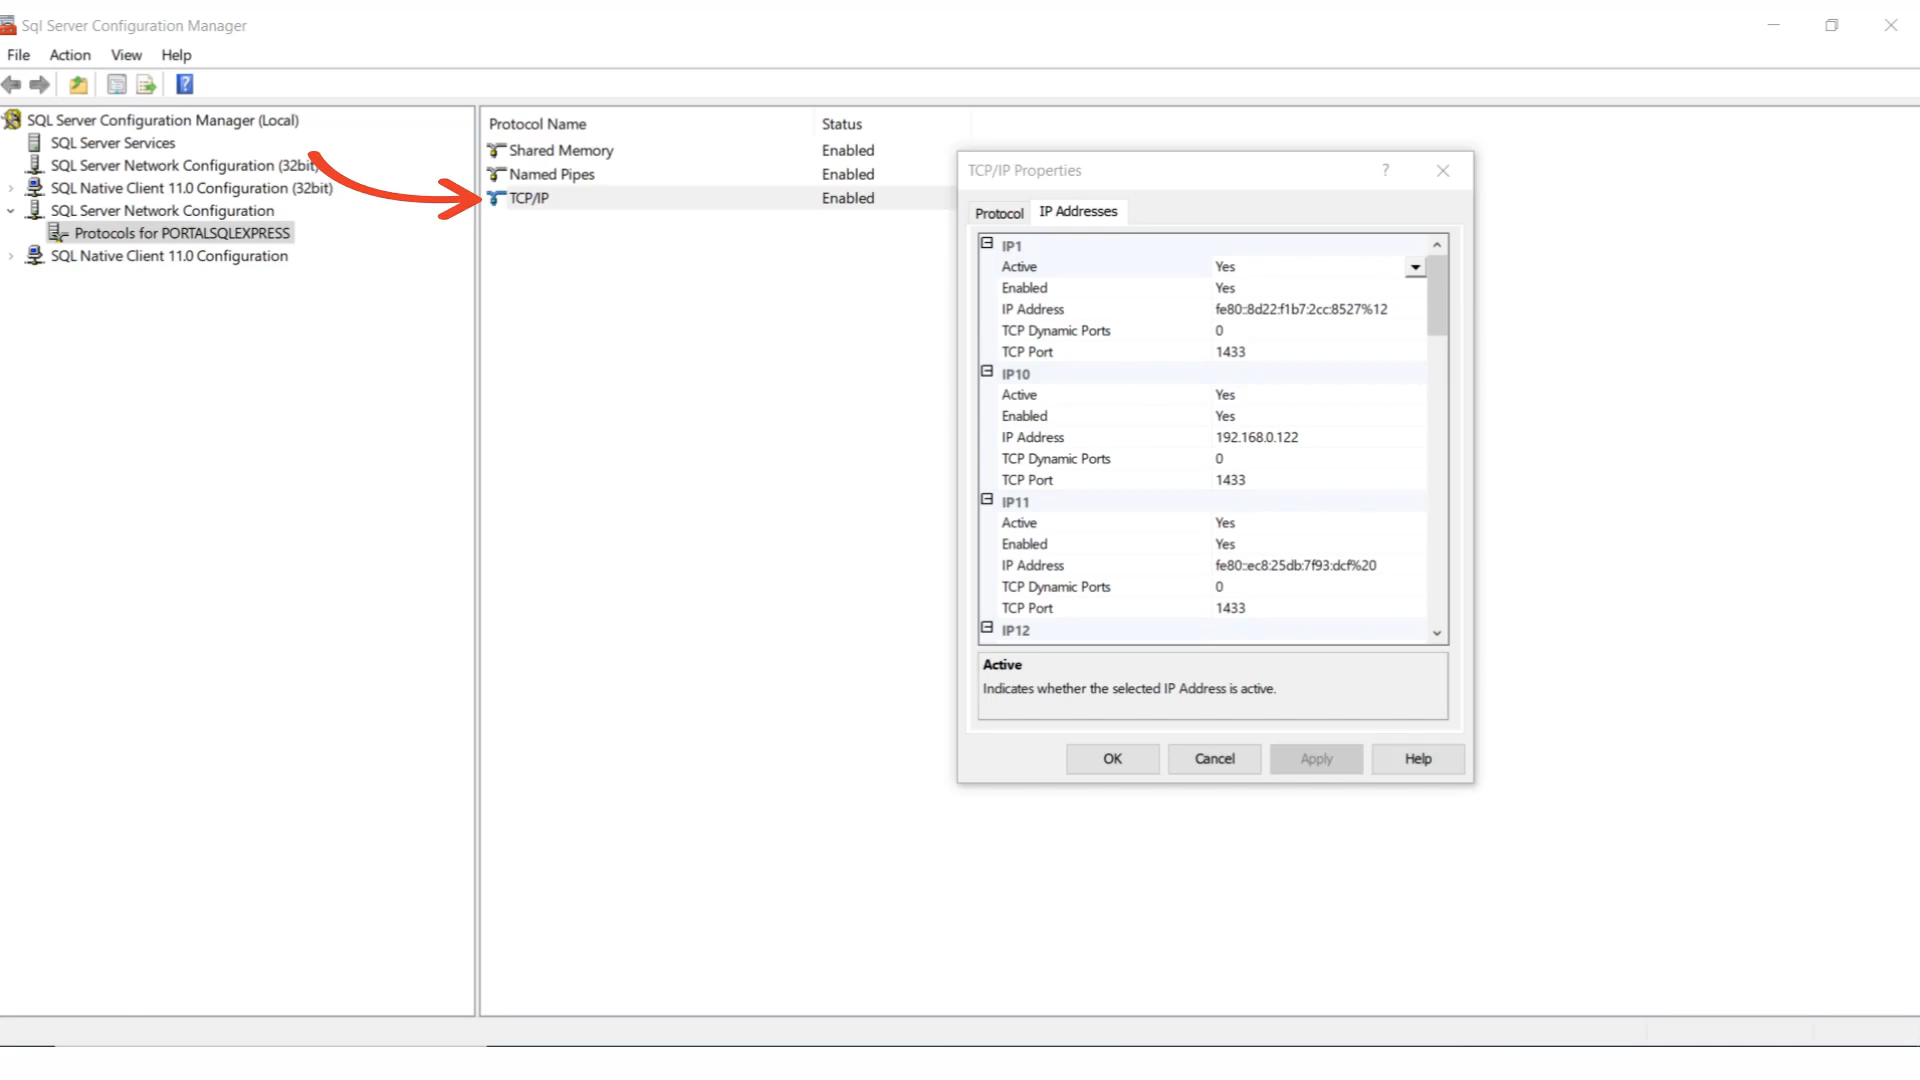 Sql Server Configuration Manager
File Action View Help
SQL Server Configuration Manager (Local)
SQL Server Services
SQL Server Network Configuration (32bit)
SQL Native Client 11.0 Configuration (32bit)
SQL Server Network Configuration
Protocols for PORTALSQLEXPRESS
SQL Native Client 11.0 Configuration
Protocol Name Status
Shared Memory Enabled
Named Pipes Enabled
TCP/IP Enabled
TCP/IP Properties ?
Protocol IP Addresses
IP1
Active Yes
Enabled Yes
IP Address fe80::8d22:f1b7:2cc:8527%12
TCP Dynamic Ports 0
TCP Port 1433
IP10
Active Yes
Enabled Yes
IP Address 192.168.0.122
TCP Dynamic Ports 0
TCP Port 1433
IP11
Active Yes
Enabled Yes
IP Address fe80::ec8:25db:7f93:dcf%20
TCP Dynamic Ports 0
TCP Port 1433
IP12
Active
Indicates whether the selected IP Address is active.
OK Cancel Apply Help